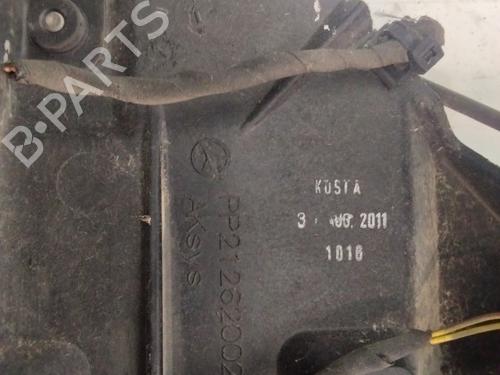 B·PARTS
KOSTA
3 AUG. 2011
1016
PP21262002
AKsys